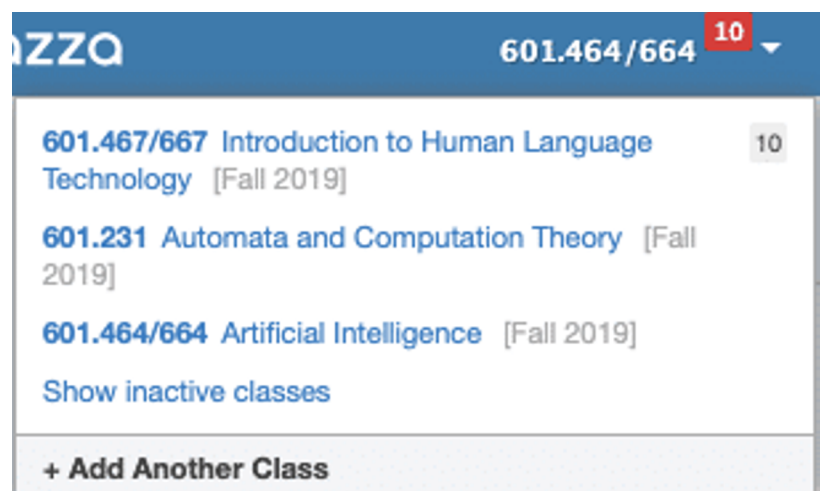 azza 601.464/664 10
601.467/667 Introduction to Human Language 10
Technology [Fall 2019]
601.231 Automata and Computation Theory [Fall
2019]
601.464/664 Artificial Intelligence [Fall 2019]
Show inactive classes
+ Add Another Class